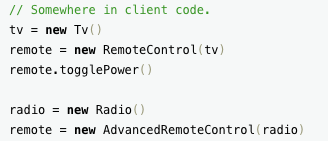 // Somewhere in client code.
tv = new Tv()
remote = new RemoteControl(tv)
remote.togglePower()

radio = new Radio()
remote = new AdvancedRemoteControl(radio)